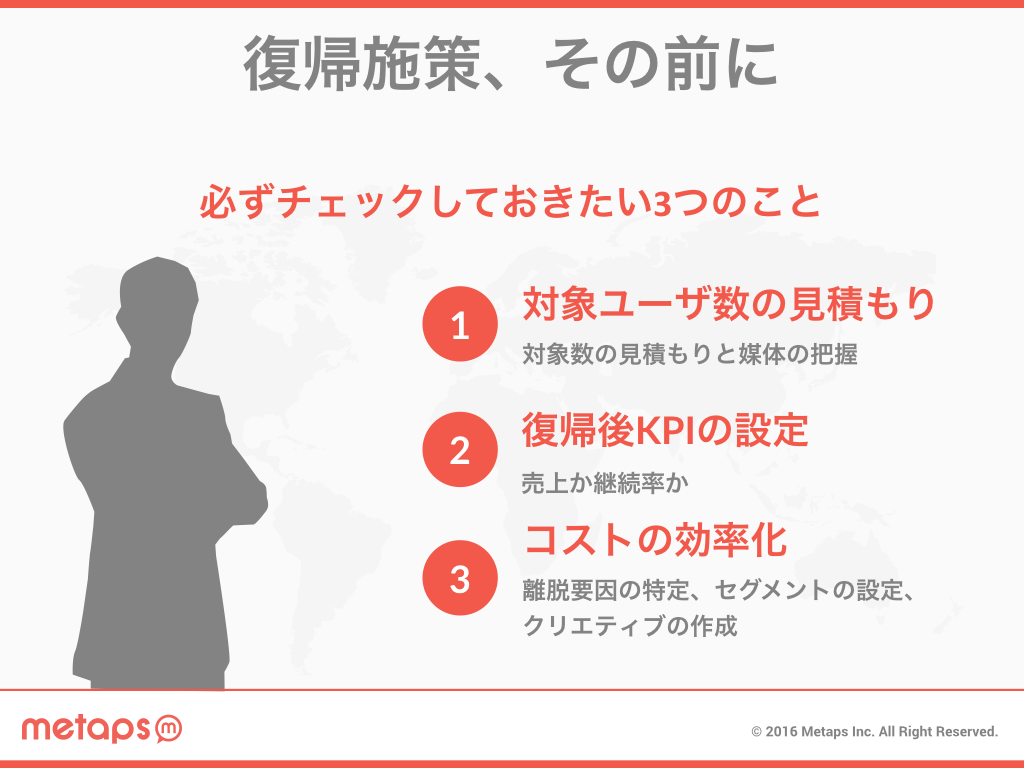 復帰施策、その前に
必ずチェックしておきたい3つのこと
1
対象ユーザ数の見積もり
対象数の見積もりと媒体の把握
2
復帰後KPIの設定
売上か継続率か
3
コストの効率化
離脱要因の特定、セグメントの設定、
クリエティブの作成
metaps m
© 2016 Metaps Inc. All Right Reserved.